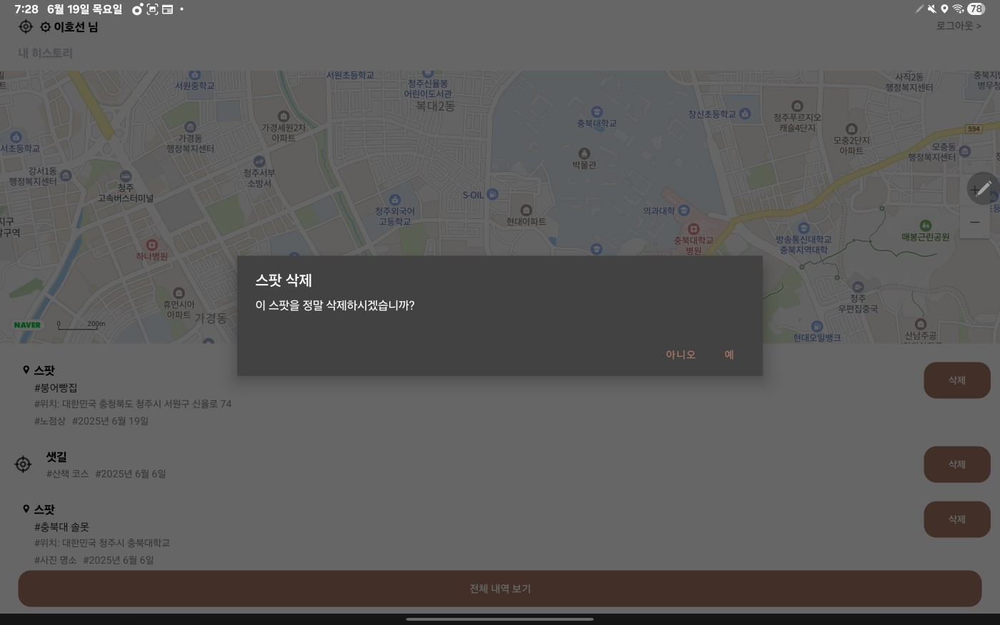 7:28 6월 19일 목요일
78
이호선 님
로그아웃 >
내 히스토리
서원초등학교
서원중학교
청주신율봉
어린이도서관
복대2동
사직2동
행정복지센터
가경세원2차
아파트
가경동
행정복지센터
충북대학교
창신초등학교
청주푸르지오
캐슬4단지
594
모충2단지
아파트
서초등학교
모충동
행정복지센터
박물관
강서1동
행정복지센터
청주서부
소방서
청주
고속버스터미널
S-OIL
청주외국어
고등학교
현대아파트
의과대학
하나병원
충북대학교
병원
방송통신대학교
충북지역대학
매봉근린공원
휴먼시아
아파트
가경동
청주
우편집중국
NAVER
0 200m
현대오일뱅크
산남주공
스팟 삭제
이 스팟을 정말 삭제하시겠습니까?
아니오 예
스팟
#붕어빵집
#위치: 대한민국 충청북도 청주시 서원구 신율로 74
#노점상 #2025년 6월 19일
삭제
샛길
#산책 코스 #2025년 6월 6일
삭제
스팟
#충북대 솔못
#위치: 대한민국 청주시 충북대학교
#사진 명소 #2025년 6월 6일
삭제
전체 내역 보기